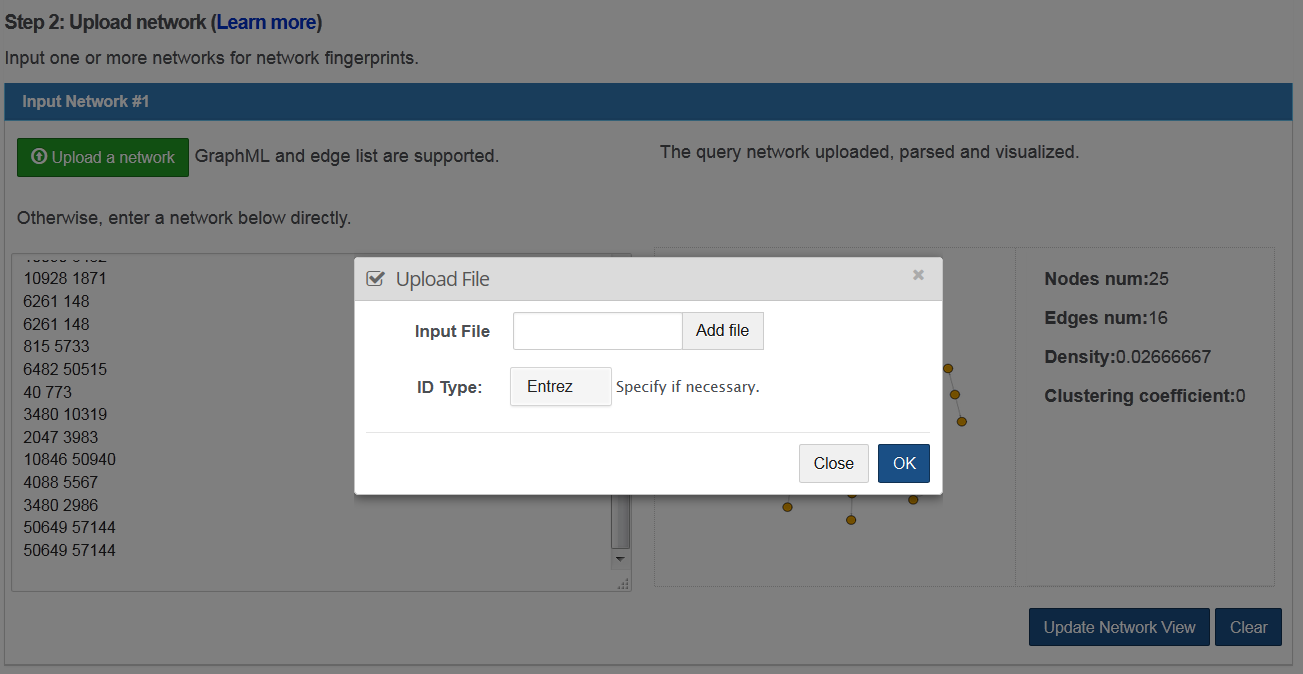 Step 2: Upload network (Learn more)
Input one or more networks for network fingerprints.
Input Network #1
Upload a network GraphML and edge list are supported.
The query network uploaded, parsed and visualized.
Otherwise, enter a network below directly.
10928 1871
6261 148
6261 148
815 5733
6482 50515
40 773
3480 10319
2047 3983
10846 50940
4088 5567
3480 2986
50649 57144
50649 57144
Upload File
Input File Add file
ID Type: Entrez Specify if necessary.
Close OK
Nodes num:25
Edges num:16
Density:0.02666667
Clustering coefficient:0
Update Network View Clear